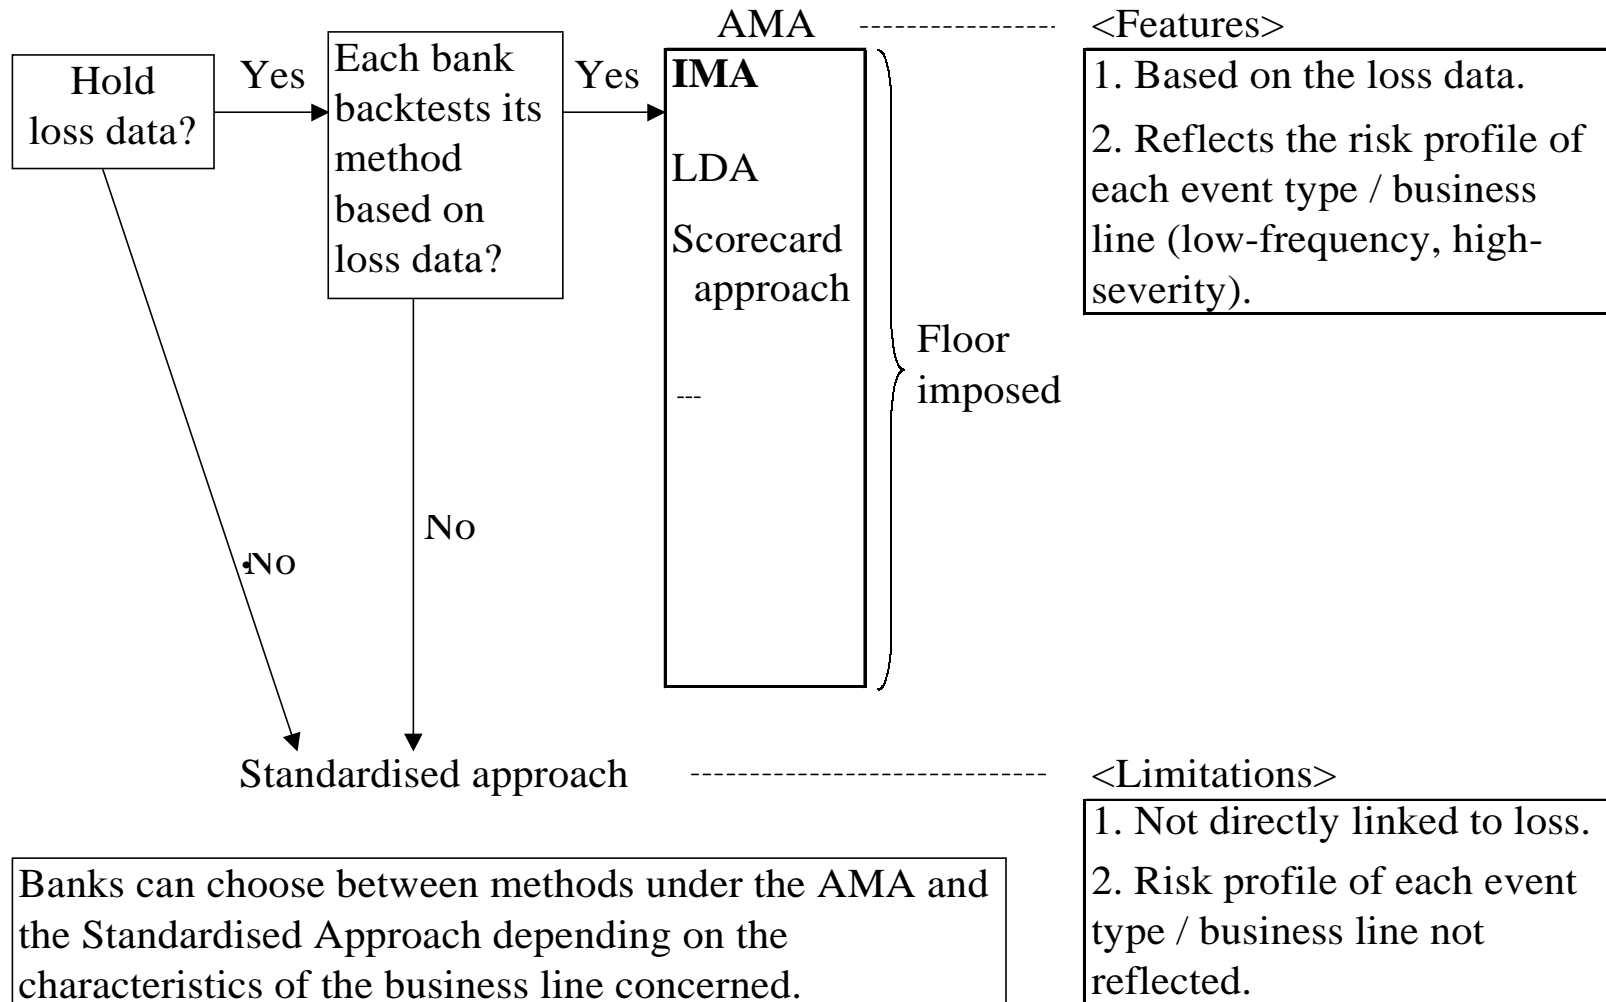 AMA
<Features>
Hold
loss data?
Yes
Each bank
backtests its
method
based on
loss data?
Yes
IMA
LDA
Scorecard
approach
---
Floor
imposed
1. Based on the loss data.
2. Reflects the risk profile of
each event type / business
line (low-frequency, high-
severity).
No
No
Standardised approach
<Limitations>
1. Not directly linked to loss.
2. Risk profile of each event
type / business line not
reflected.
Banks can choose between methods under the AMA and
the Standardised Approach depending on the
characteristics of the business line concerned.